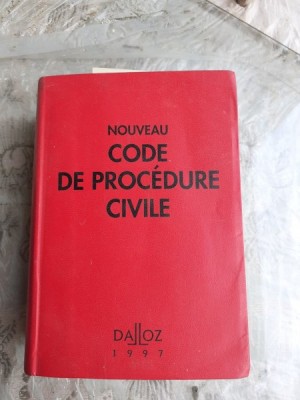 NOUVEAU
CODE
DE PROCÉDURE
CIVILE
DALLOZ
1997